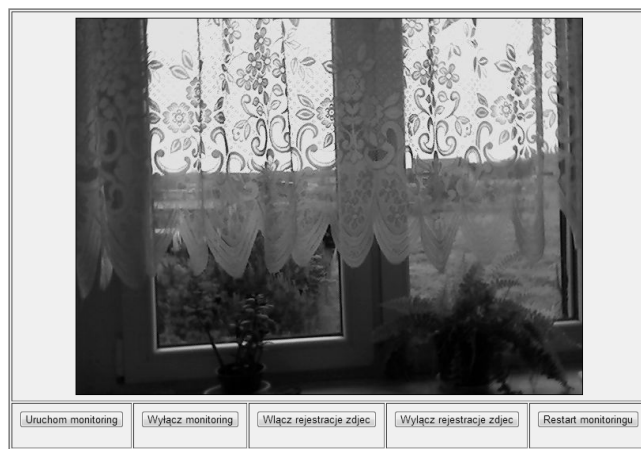 Uruchom monitoring
Wyłącz monitoring
Włącz rejestracje zdjec
Wyłącz rejestracje zdjec
Restart monitoringu